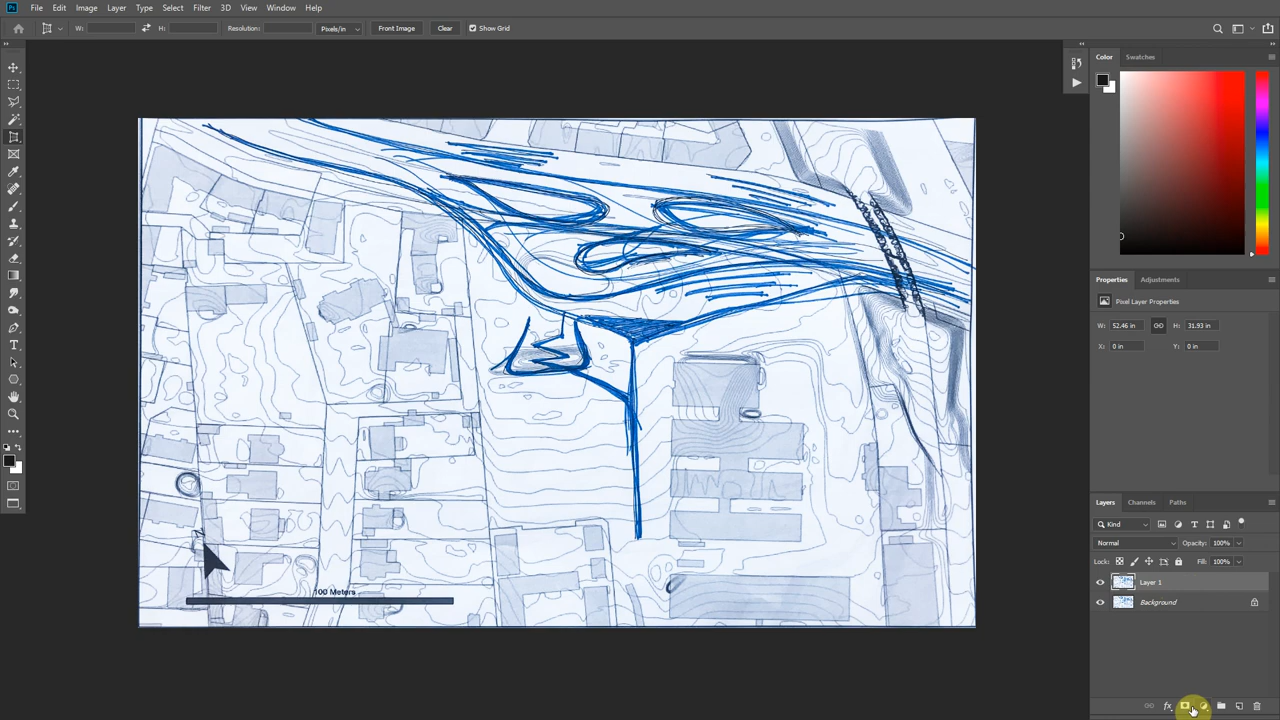 Ps File Edit Image Layer Type Select Filter 3D View Window Help
W: H: Resolution: Pixels/in Front Image Clear Show Grid
Color Swatches
Properties Adjustments
Pixel Layer Properties
W: 52.46 in H: 31.93 in
X: 0 in Y: 0 in
100 Meters
Layers Channels Paths
Kind
Normal Opacity: 100%
Lock: Fill: 100%
Layer 1
Background
fx